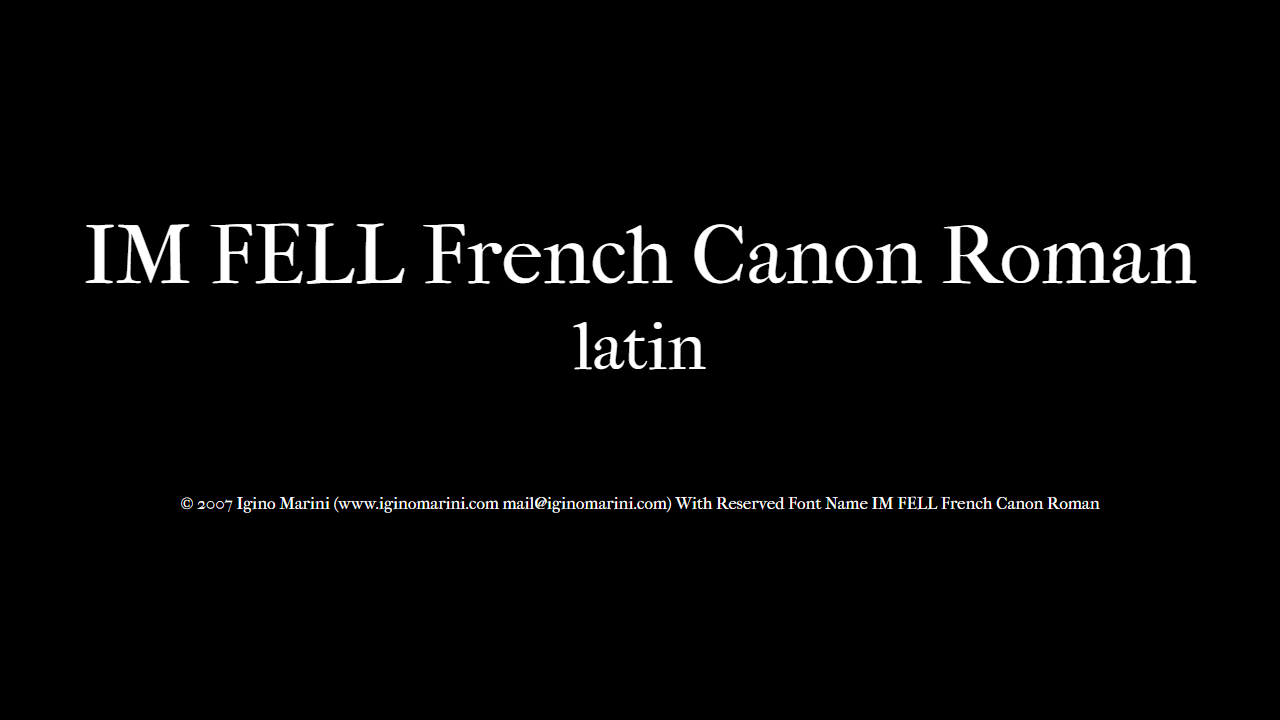 IM FELL French Canon Roman
latin
© 2007 Igino Marini (www.iginomarini.com mail@iginomarini.com) With Reserved Font Name IM FELL French Canon Roman